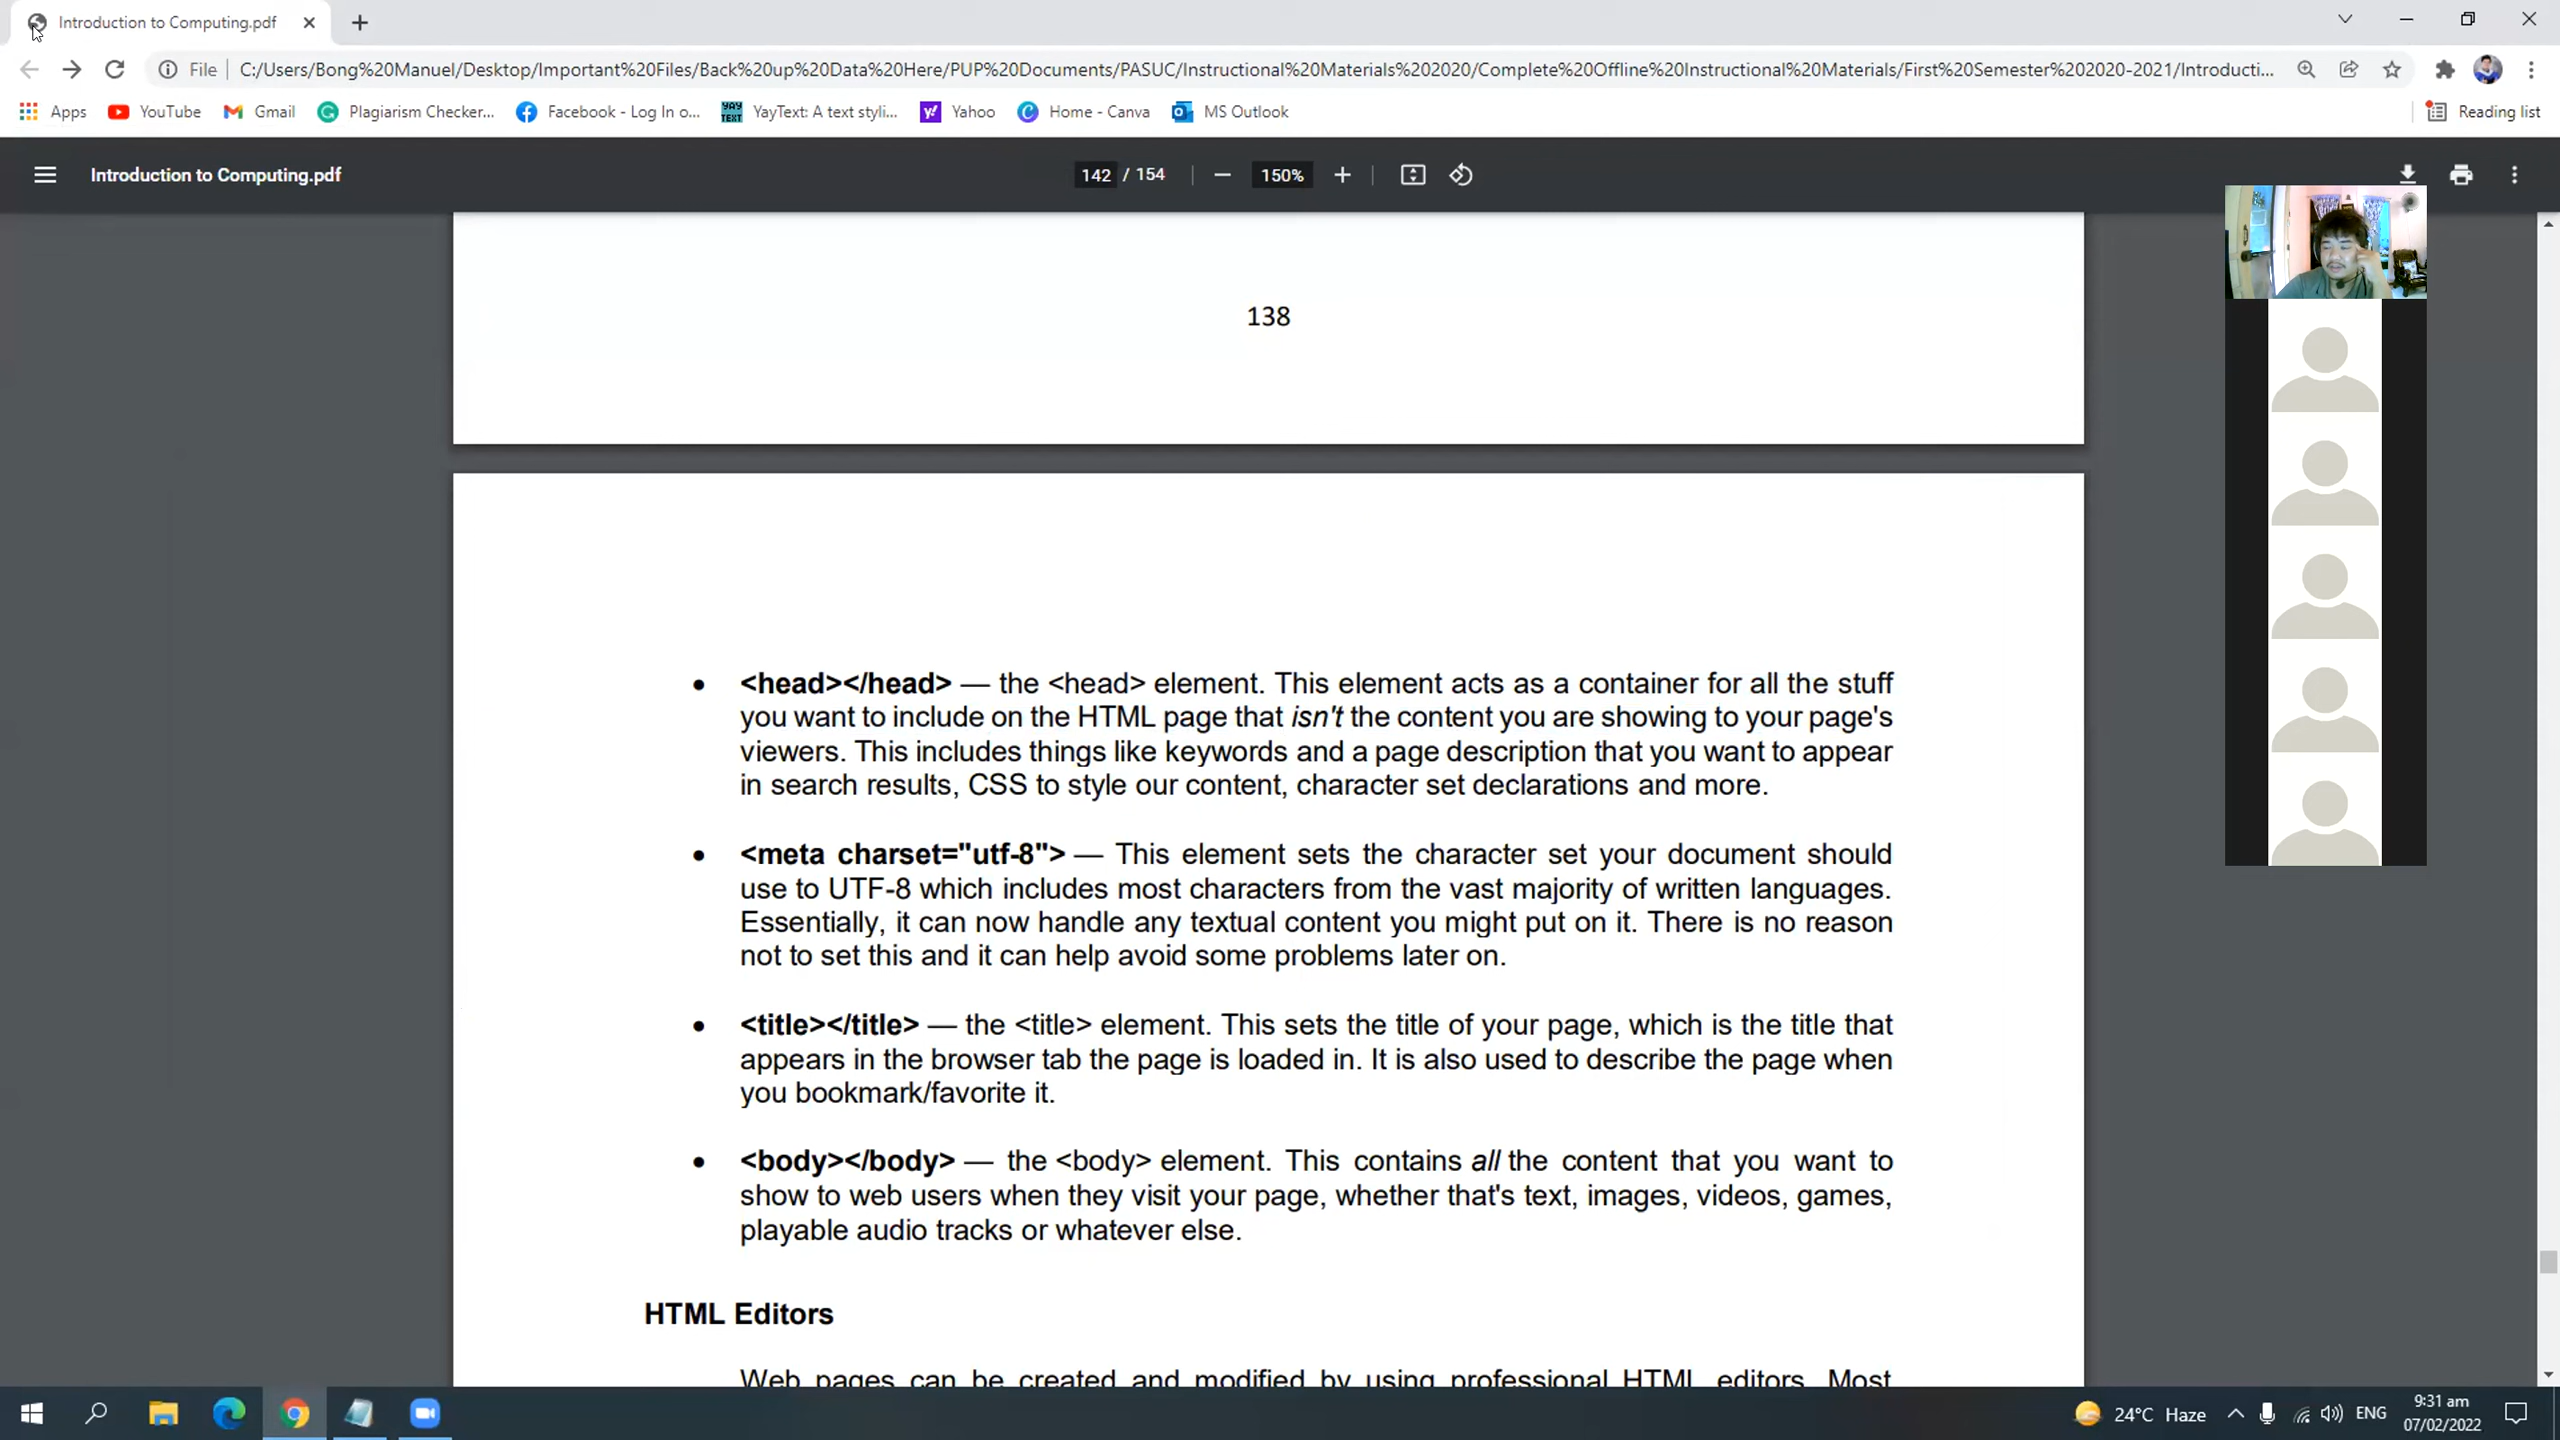 Introduction to Computing.pdf
File C:/Users/Bong%20Manuel/Desktop/Important%20Files/Back%20up%20Data%20Here/PUP%20Documents/PASUC/Instructional%20Materials%202020/Complete%20Offline%20Instructional%20Materials/First%20Semester%202020-2021/Introducti...
Apps YouTube Gmail Plagiarism Checker... Facebook - Log In o... YAY TEXT YayText: A text styli... Yahoo Home - Canva MS Outlook Reading list
Introduction to Computing.pdf 142 / 154 150%
138
• <head></head> — the <head> element. This element acts as a container for all the stuff
you want to include on the HTML page that isn't the content you are showing to your page's
viewers. This includes things like keywords and a page description that you want to appear
in search results, CSS to style our content, character set declarations and more.
• <meta charset="utf-8"> — This element sets the character set your document should
use to UTF-8 which includes most characters from the vast majority of written languages.
Essentially, it can now handle any textual content you might put on it. There is no reason
not to set this and it can help avoid some problems later on.
• <title></title> — the <title> element. This sets the title of your page, which is the title that
appears in the browser tab the page is loaded in. It is also used to describe the page when
you bookmark/favorite it.
• <body></body> — the <body> element. This contains all the content that you want to
show to web users when they visit your page, whether that's text, images, videos, games,
playable audio tracks or whatever else.
HTML Editors
Web pages can be created and modified by using professional HTML editors. Most
24°C Haze ENG 9:31 am
07/02/2022